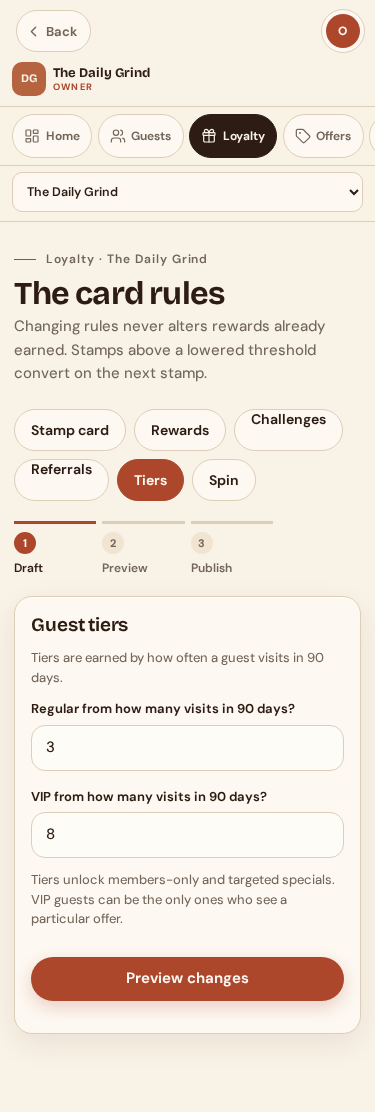 Back
O
DG
The Daily Grind
OWNER
Home
Guests
Loyalty
Offers
The Daily Grind
Loyalty · The Daily Grind
The card rules
Changing rules never alters rewards already
earned. Stamps above a lowered threshold
convert on the next stamp.
Stamp card
Rewards
Challenges
Referrals
Tiers
Spin
1
2
3
Draft
Preview
Publish
Guest tiers
Tiers are earned by how often a guest visits in 90
days.
Regular from how many visits in 90 days?
3
VIP from how many visits in 90 days?
8
Tiers unlock members-only and targeted specials.
VIP guests can be the only ones who see a
particular offer.
Preview changes